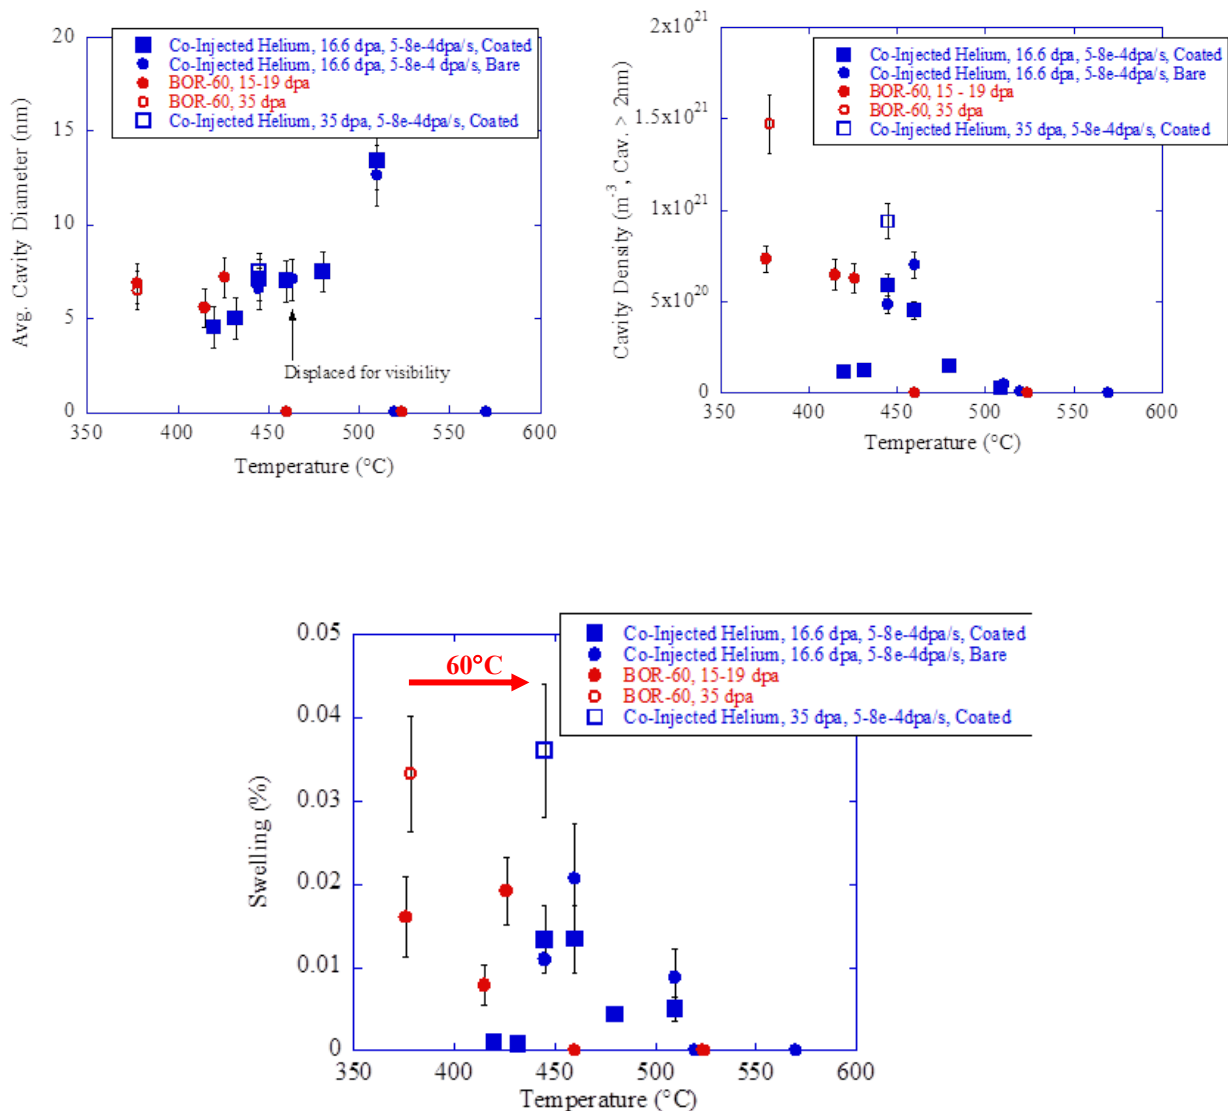 20
15
10
5
0
Avg. Cavity Diameter (nm)
Co-Injected Helium, 16.6 dpa, 5-8e-4dpa/s, Coated
Co-Injected Helium, 16.6 dpa, 5-8e-4 dpa/s, Bare
BOR-60, 15-19 dpa
BOR-60, 35 dpa
Co-Injected Helium, 35 dpa, 5-8e-4dpa/s, Coated
Displaced for visibility
350 400 450 500 550 600
Temperature (°C)
2x10²¹
1.5x10²¹
1x10²¹
5x10²⁰
0
Cavity Density (m⁻³, Cav. > 2nm)
Co-Injected Helium, 16.6 dpa, 5-8e-4dpa/s, Coated
Co-Injected Helium, 16.6 dpa, 5-8e-4dpa/s, Bare
BOR-60, 15 - 19 dpa
BOR-60, 35 dpa
Co-Injected Helium, 35 dpa, 5-8e-4dpa/s, Coated
350 400 450 500 550 600
Temperature (°C)
0.05
0.04
0.03
0.02
0.01
0
Swelling (%)
60°C
Co-Injected Helium, 16.6 dpa, 5-8e-4dpa/s, Coated
Co-Injected Helium, 16.6 dpa, 5-8e-4dpa/s, Bare
BOR-60, 15-19 dpa
BOR-60, 35 dpa
Co-Injected Helium, 35 dpa, 5-8e-4dpa/s, Coated
350 400 450 500 550 600
Temperature (°C)